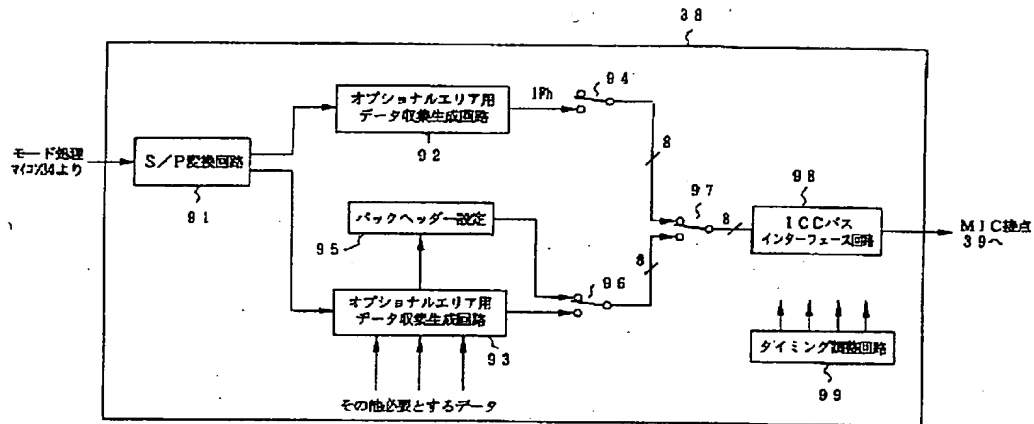 38
オプショナルエリア用
データ収集生成回路
92
1Fh
94
8
モード処理
マイコン34より
S/P変換回路
91
97
8
98
ICCバス
インターフェース回路
MIC接点
39へ
パックヘッダー設定
95
8
96
オプショナルエリア用
データ収集生成回路
93
その他必要とするデータ
タイミング調整回路
99